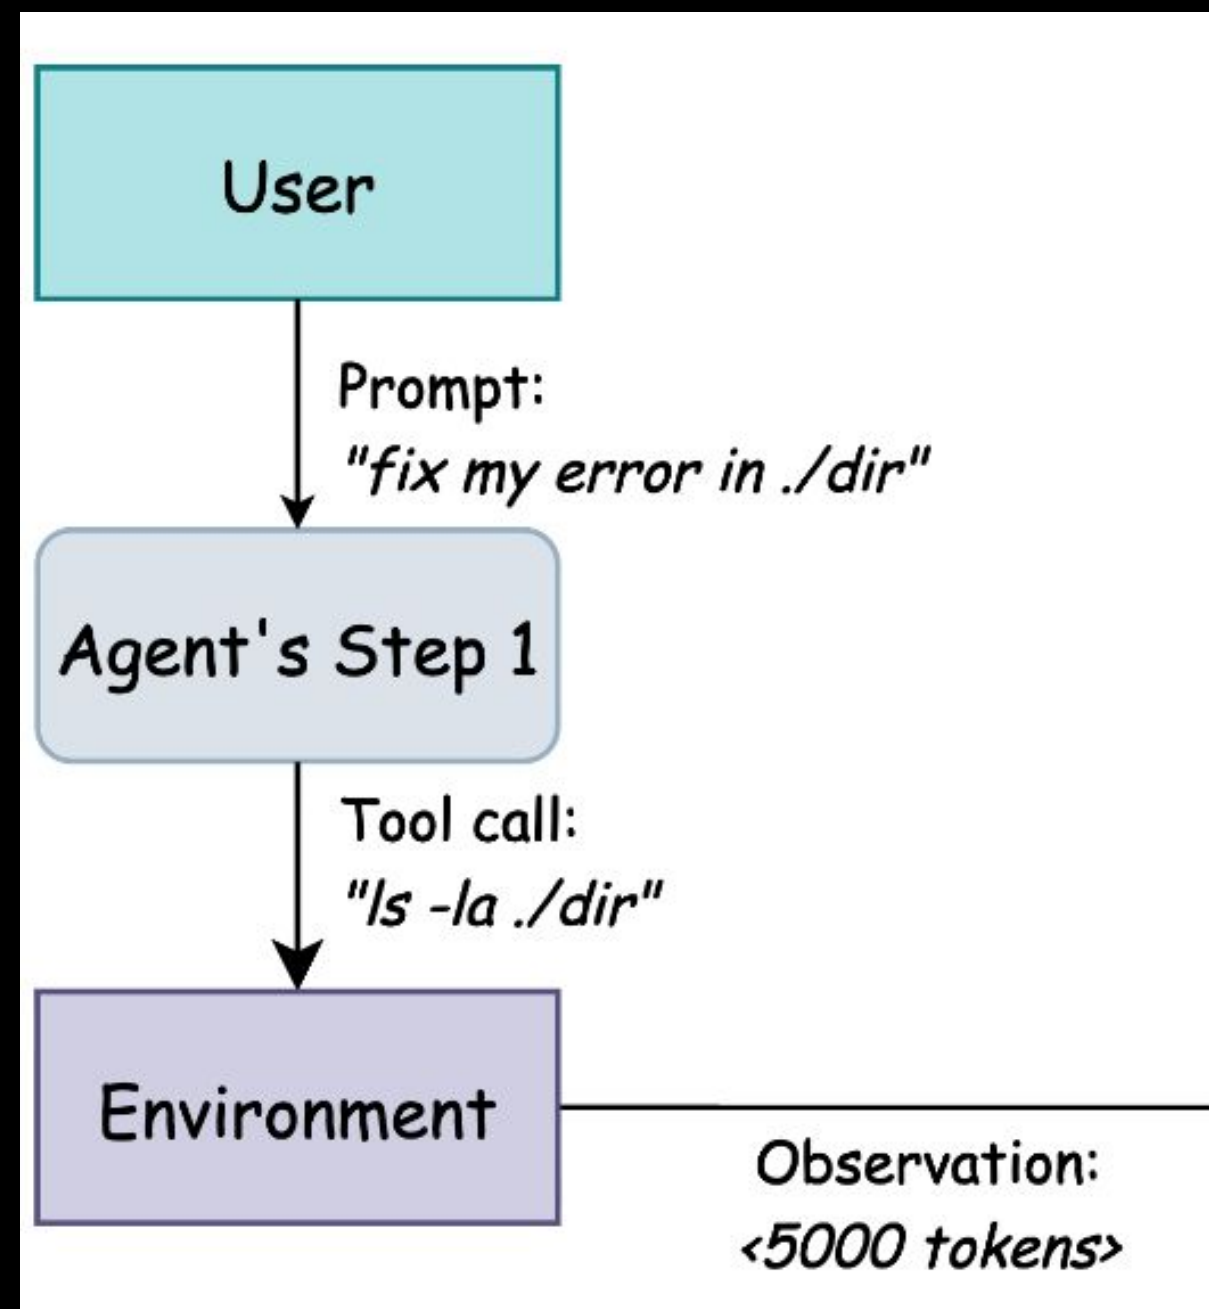 User
Prompt:
"fix my error in ./dir"
Agent's Step 1
Tool call:
"ls -la ./dir"
Environment
Observation:
<5000 tokens>